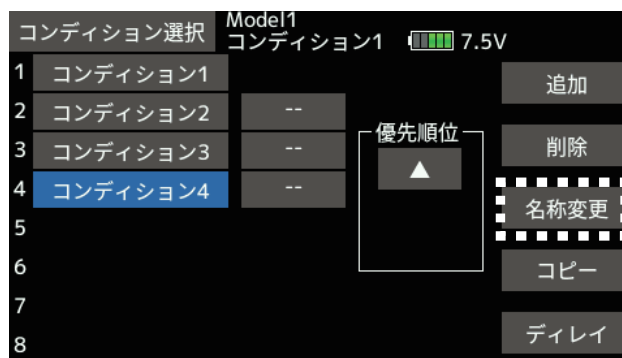 コンディション選択
Model1
コンディション1 7.5V
1 コンディション1
2 コンディション2 --
3 コンディション3 --
4 コンディション4 --
5
6
7
8
優先順位
▲
追加
削除
名称変更
コピー
ディレイ